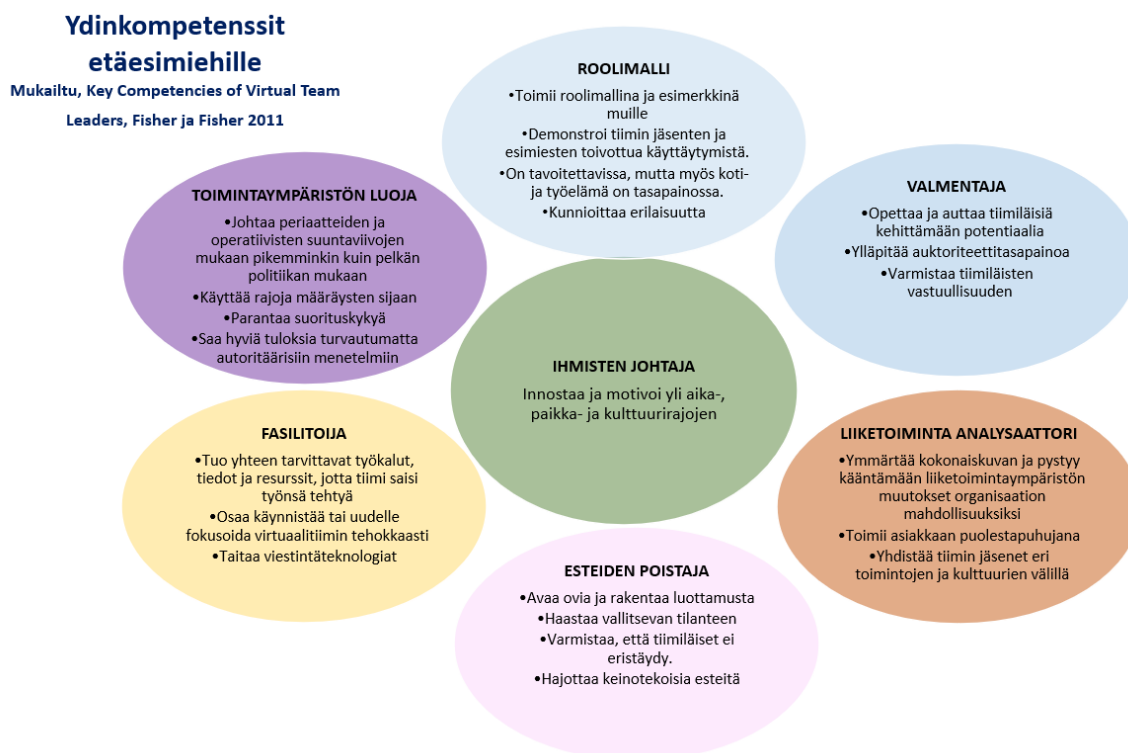 Ydinkompetenssit
etäesimiehille
Mukailtu, Key Competencies of Virtual Team
Leaders, Fisher ja Fisher 2011
ROOLIMALLI
•Toimii roolimallina ja esimerkkinä
muille
•Demonstroi tiimin jäsenten ja
esimiesten toivottua käyttäytymistä.
•On tavoitettavissa, mutta myös koti-
ja työelämä on tasapainossa.
•Kunnioittaa erilaisuutta
TOIMINTAYMPÄRISTÖN LUOJA
•Johtaa periaatteiden ja
operatiivisten suuntaviivojen
mukaan pikemminkin kuin pelkän
politiikan mukaan
•Käyttää rajoja määräysten sijaan
•Parantaa suorituskykyä
•Saa hyviä tuloksia turvautumatta
autoritäärisiin menetelmiin
VALMENTAJA
•Opettaa ja auttaa tiimiläisiä
kehittämään potentiaalia
•Ylläpitää auktoriteettitasapainoa
•Varmistaa tiimiläisten
vastuullisuuden
IHMISTEN JOHTAJA
Innostaa ja motivoi yli aika-,
paikka- ja kulttuurirajojen
FASILITOIJA
•Tuo yhteen tarvittavat työkalut,
tiedot ja resurssit, jotta tiimi saisi
työnsä tehtyä
•Osaa käynnistää tai uudelle
fokusoida virtuaalitiimin tehokkaasti
•Taitaa viestintäteknologiat
LIIKETOIMINTA ANALYSAATTORI
•Ymmärtää kokonaiskuvan ja pystyy
kääntämään liiketoimintaympäristön
muutokset organisaation
mahdollisuuksiksi
•Toimii asiakkaan puolestapuhujana
•Yhdistää tiimin jäsenet eri
toimintojen ja kulttuurien välillä
ESTEIDEN POISTAJA
•Avaa ovia ja rakentaa luottamusta
•Haastaa vallitsevan tilanteen
•Varmistaa, että tiimiläiset ei
eristäydy.
•Hajottaa keinotekoisia esteitä